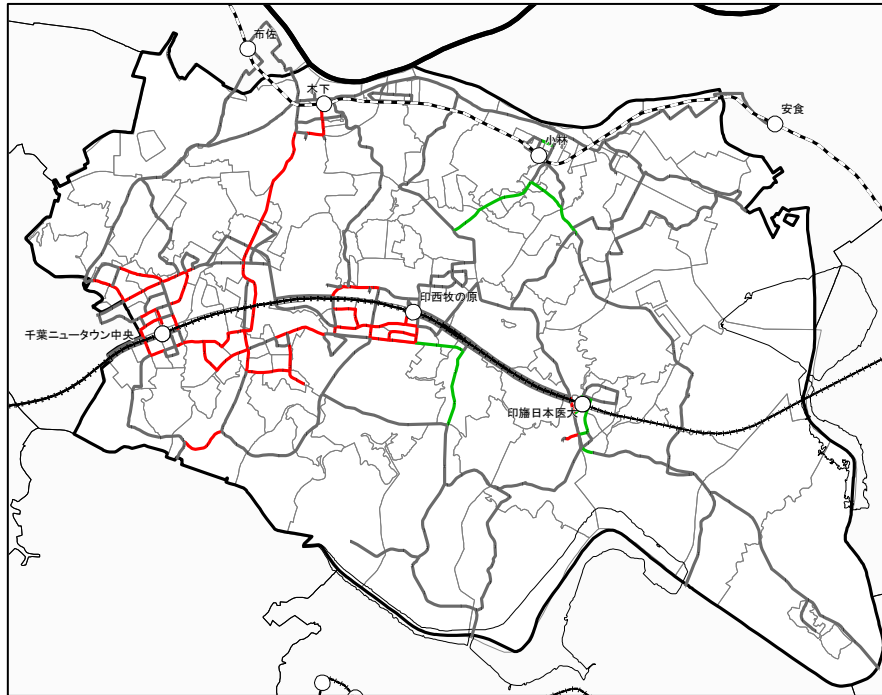 布佐
木下
安食
小林
印西牧の原
千葉ニュータウン中央
印旛日本医大